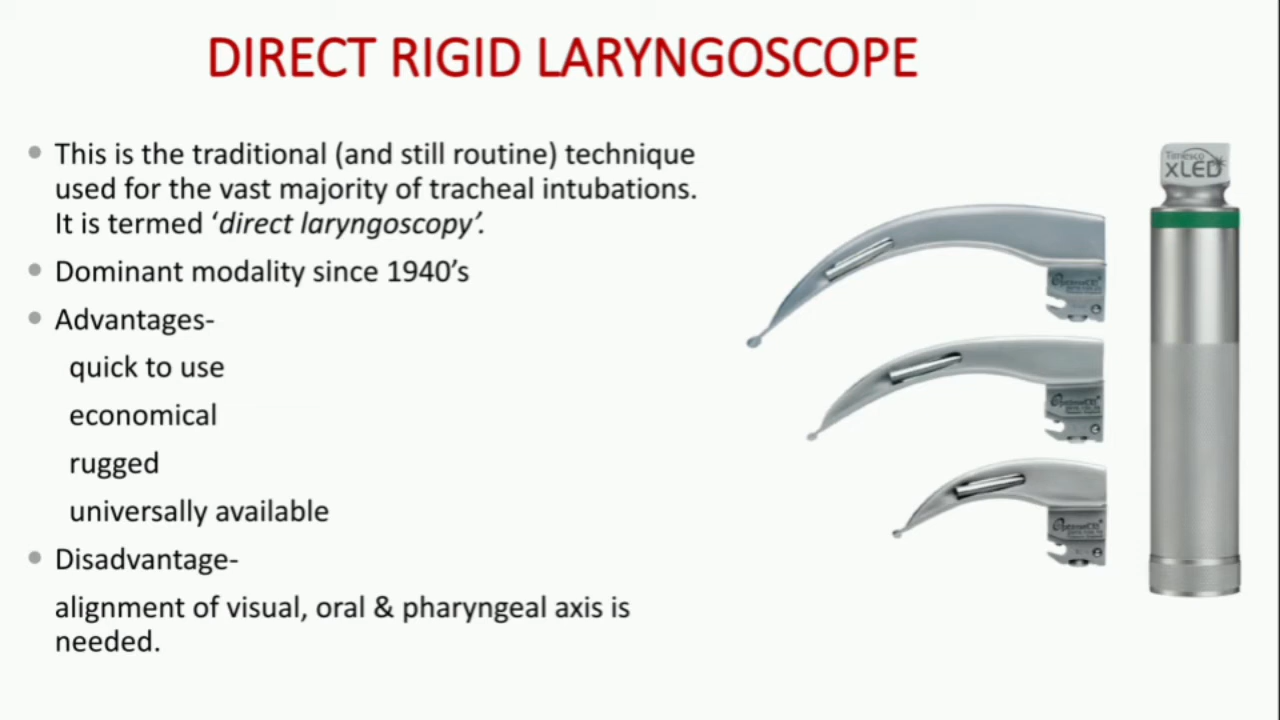 DIRECT RIGID LARYNGOSCOPE
This is the traditional (and still routine) technique
used for the vast majority of tracheal intubations.
It is termed ‘direct laryngoscopy’.
Dominant modality since 1940’s
Advantages-
quick to use
economical
rugged
universally available
Disadvantage-
alignment of visual, oral & pharyngeal axis is
needed.
Timesco
XLED